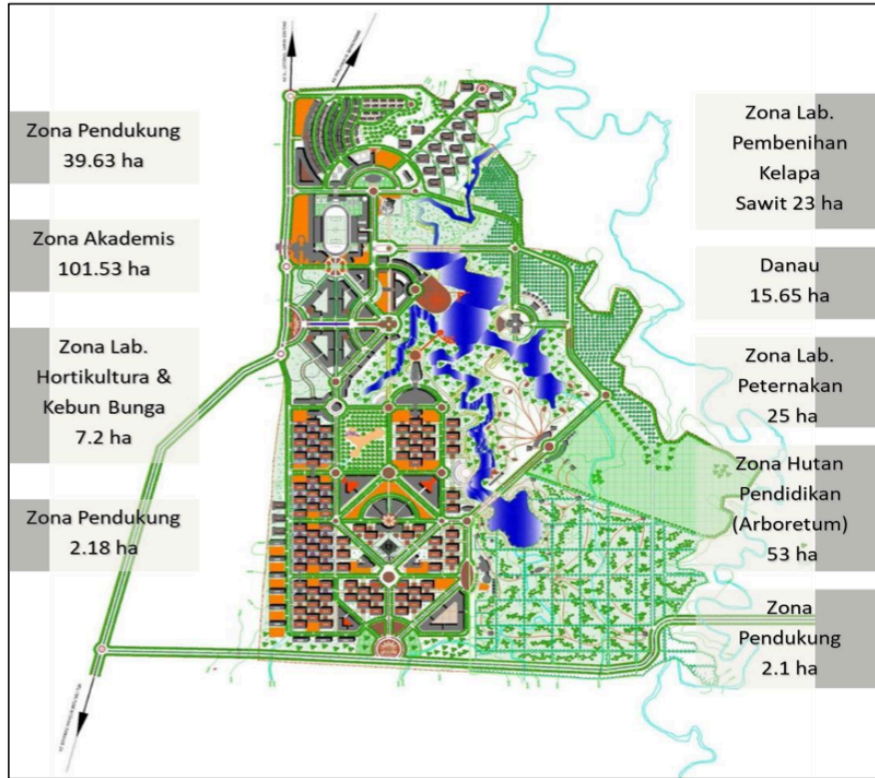 Zona Pendukung
39.63 ha
Zona Akademis
101.53 ha
Zona Lab.
Hortikultura &
Kebun Bunga
7.2 ha
Zona Pendukung
2.18 ha
Zona Lab.
Pembenihan
Kelapa
Sawit 23 ha
Danau
15.65 ha
Zona Lab.
Peternakan
25 ha
Zona Hutan
Pendidikan
(Arboretum)
53 ha
Zona
Pendukung
2.1 ha